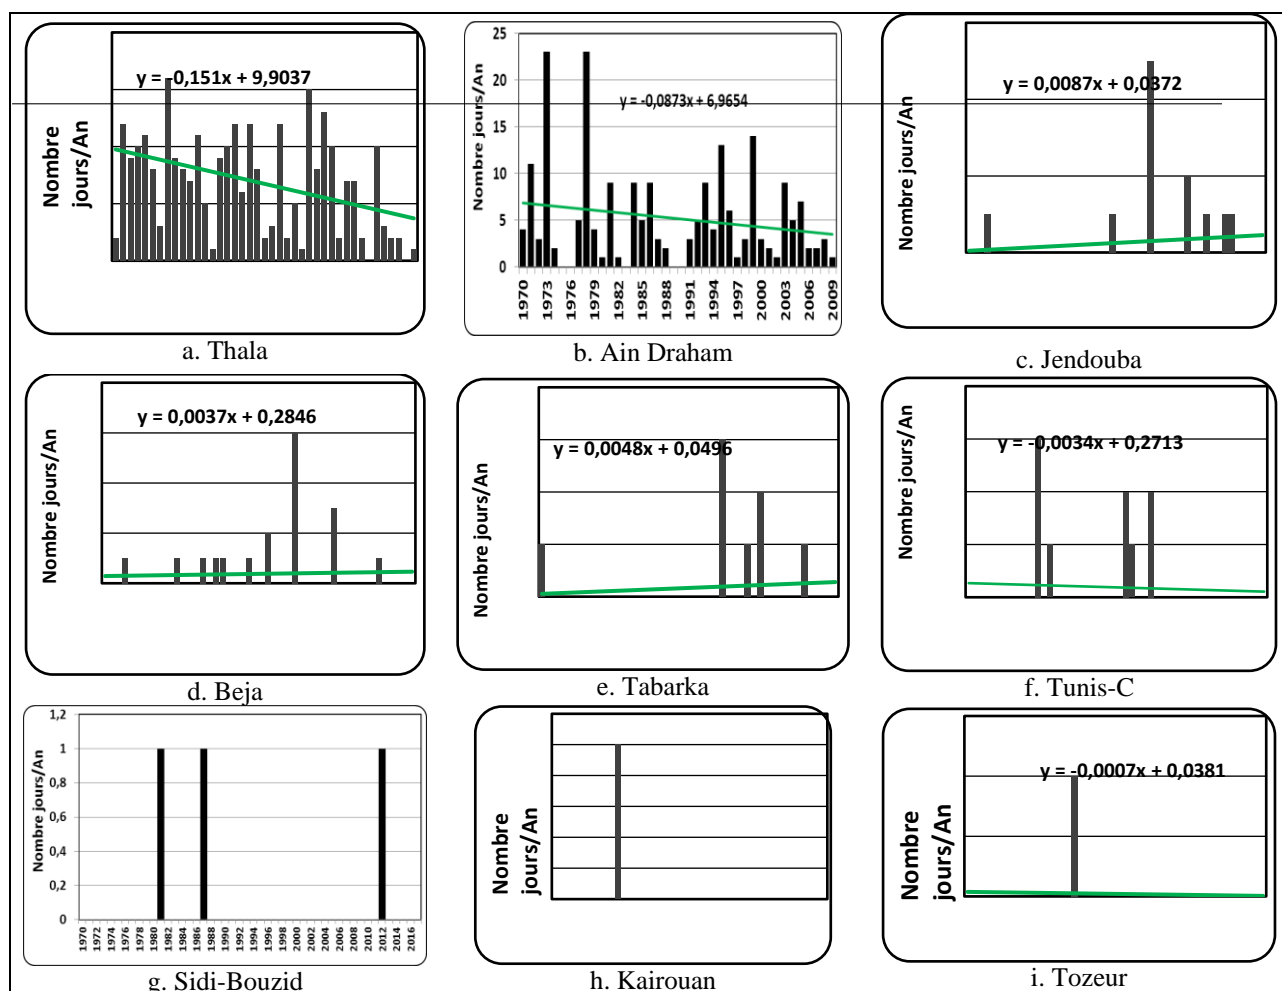 y = -0,151x + 9,9037
Nombre
jours/An
a. Thala
25
20
15
10
5
0
Nombre jours/An
y = -0,0873x + 6,9654
1970
1973
1976
1979
1982
1985
1988
1991
1994
1997
2000
2003
2006
2009
b. Ain Draham
y = 0,0087x + 0,0372
Nombre jours/An
c. Jendouba
y = 0,0037x + 0,2846
Nombre jours/An
d. Beja
y = 0,0048x + 0,0496
Nombre jours/An
e. Tabarka
y = -0,0034x + 0,2713
Nombre jours/An
f. Tunis-C
1,2
1
0,8
0,6
0,4
0,2
0
Nombre jours/An
1970
1972
1974
1976
1978
1980
1982
1984
1986
1988
1990
1992
1994
1996
1998
2000
2002
2004
2006
2008
2010
2012
2014
2016
g. Sidi-Bouzid
Nombre
jours/An
h. Kairouan
y = -0,0007x + 0,0381
Nombre
jours/An
i. Tozeur